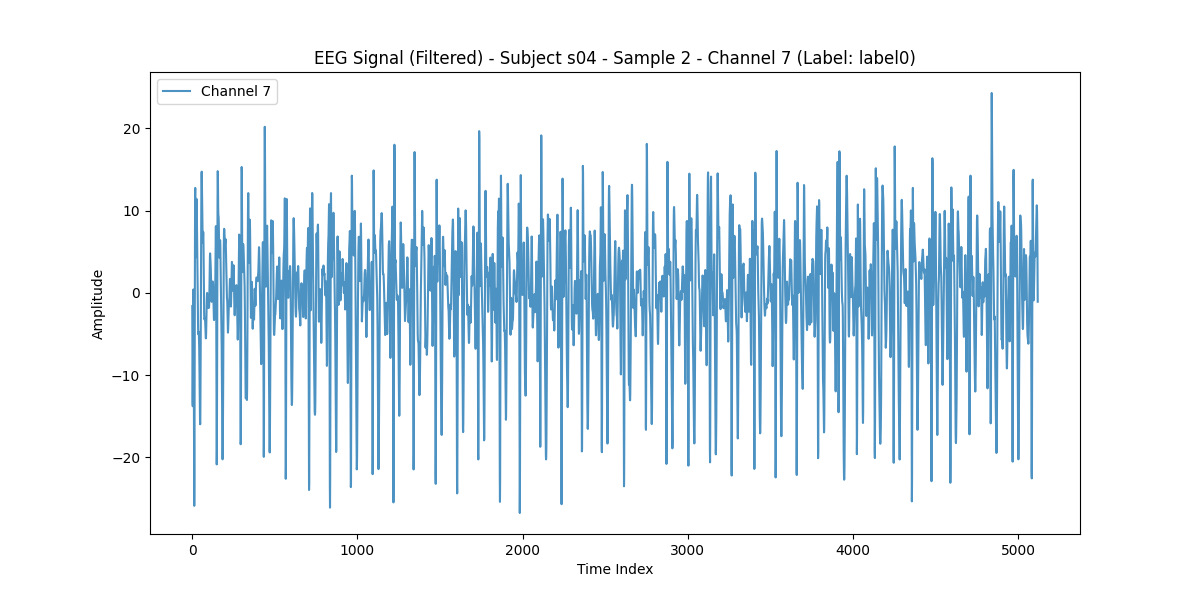 EEG Signal (Filtered) - Subject s04 - Sample 2 - Channel 7 (Label: label0)
Channel 7
20
10
0
−10
−20
Amplitude
0 1000 2000 3000 4000 5000
Time Index